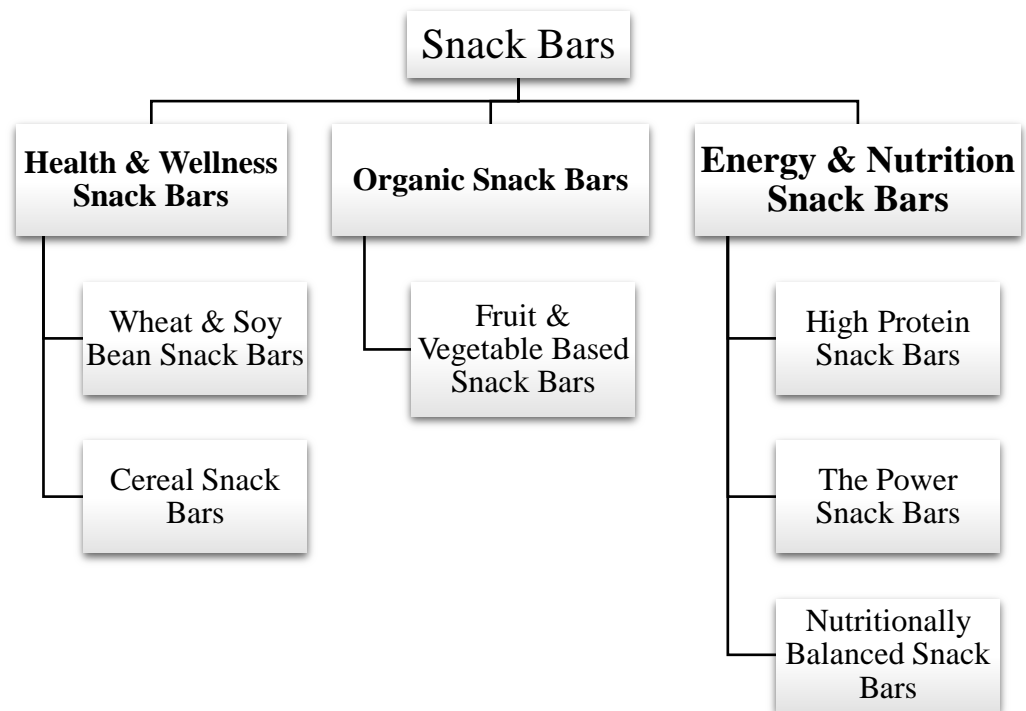 Snack Bars
Health & Wellness
Snack Bars
Wheat & Soy
Bean Snack Bars
Cereal Snack
Bars
Organic Snack Bars
Fruit &
Vegetable Based
Snack Bars
Energy & Nutrition
Snack Bars
High Protein
Snack Bars
The Power
Snack Bars
Nutritionally
Balanced Snack
Bars